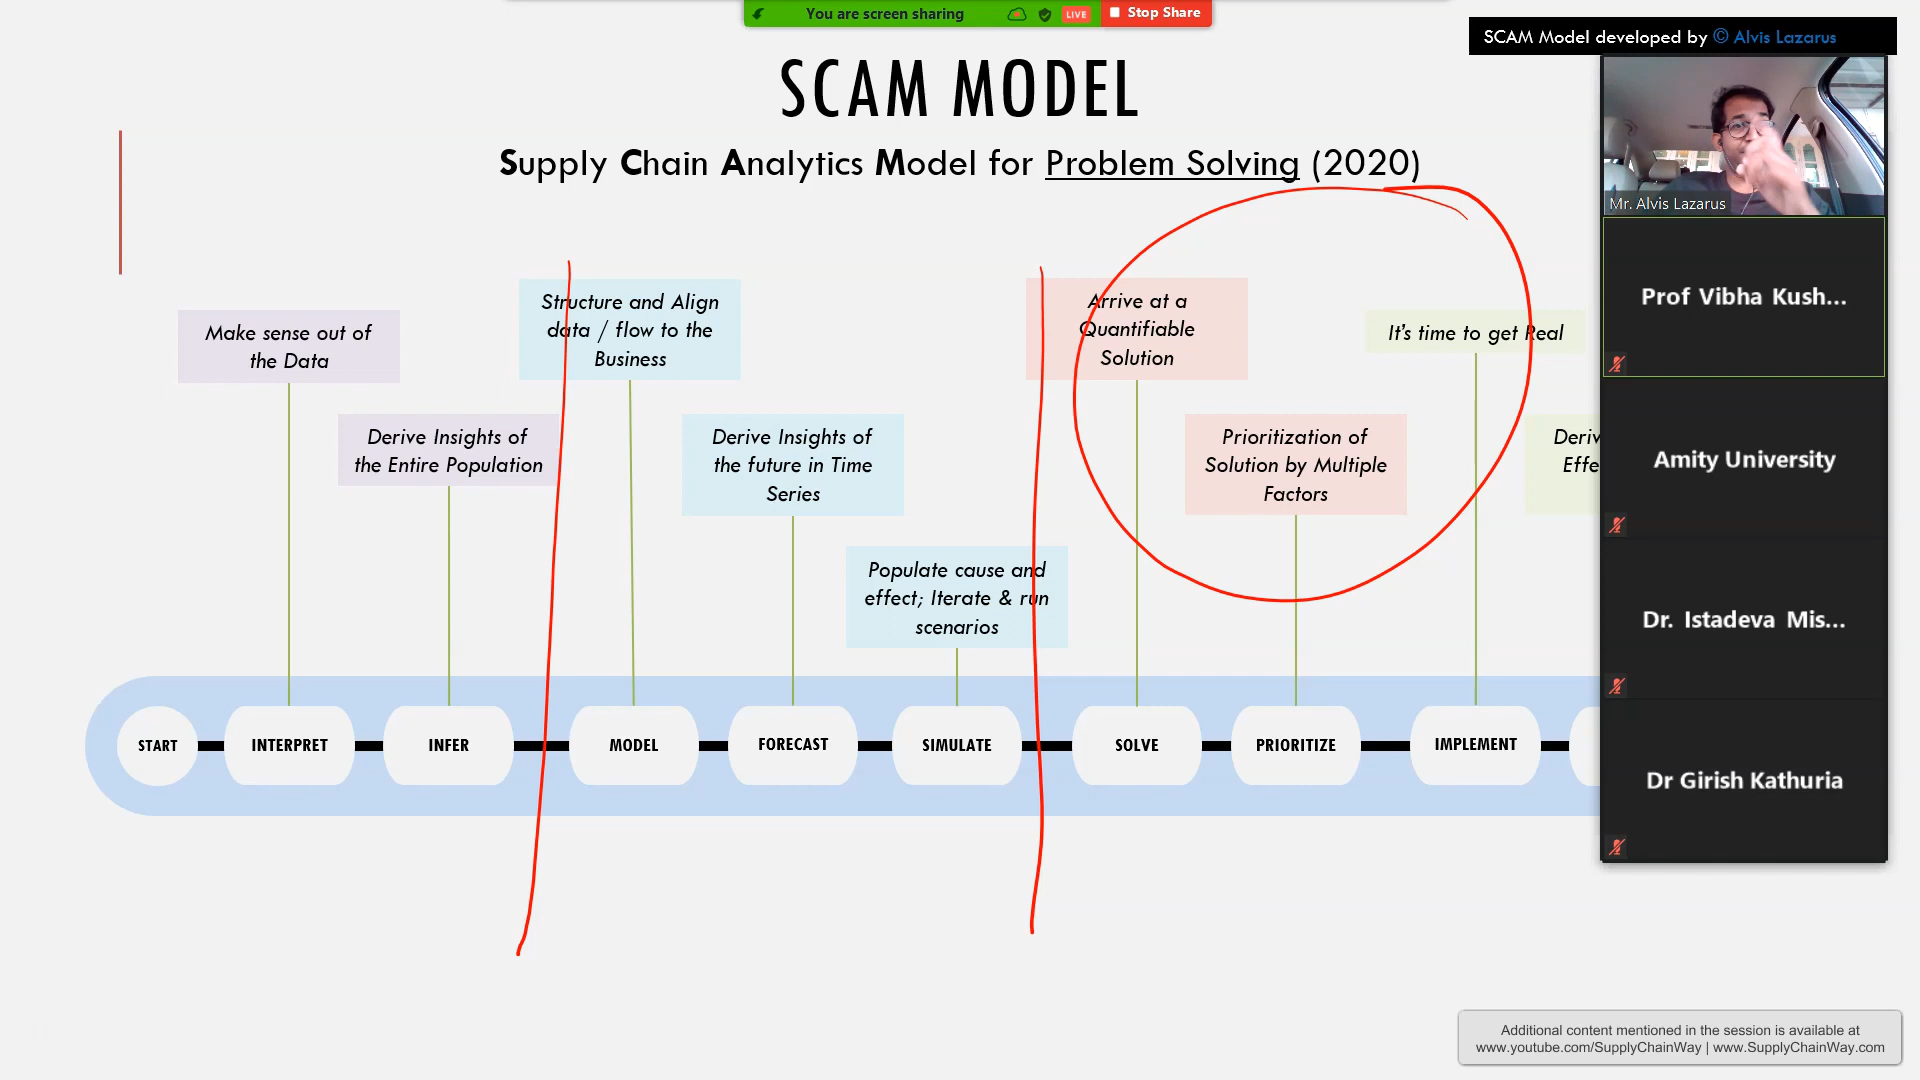 You are screen sharing
LIVE
Stop Share
SCAM Model developed by © Alvis Lazarus
SCAM MODEL
Supply Chain Analytics Model for Problem Solving (2020)
Mr. Alvis Lazarus
Prof Vibha Kush...
Amity University
Dr. Istadeva Mis...
Dr Girish Kathuria
Make sense out of
the Data
Derive Insights of
the Entire Population
Structure and Align
data / flow to the
Business
Derive Insights of
the future in Time
Series
Populate cause and
effect; Iterate & run
scenarios
Arrive at a
Quantifiable
Solution
Prioritization of
Solution by Multiple
Factors
It's time to get Real
START
INTERPRET
INFER
MODEL
FORECAST
SIMULATE
SOLVE
PRIORITIZE
IMPLEMENT
Additional content mentioned in the session is available at
www.youtube.com/SupplyChainWay | www.SupplyChainWay.com